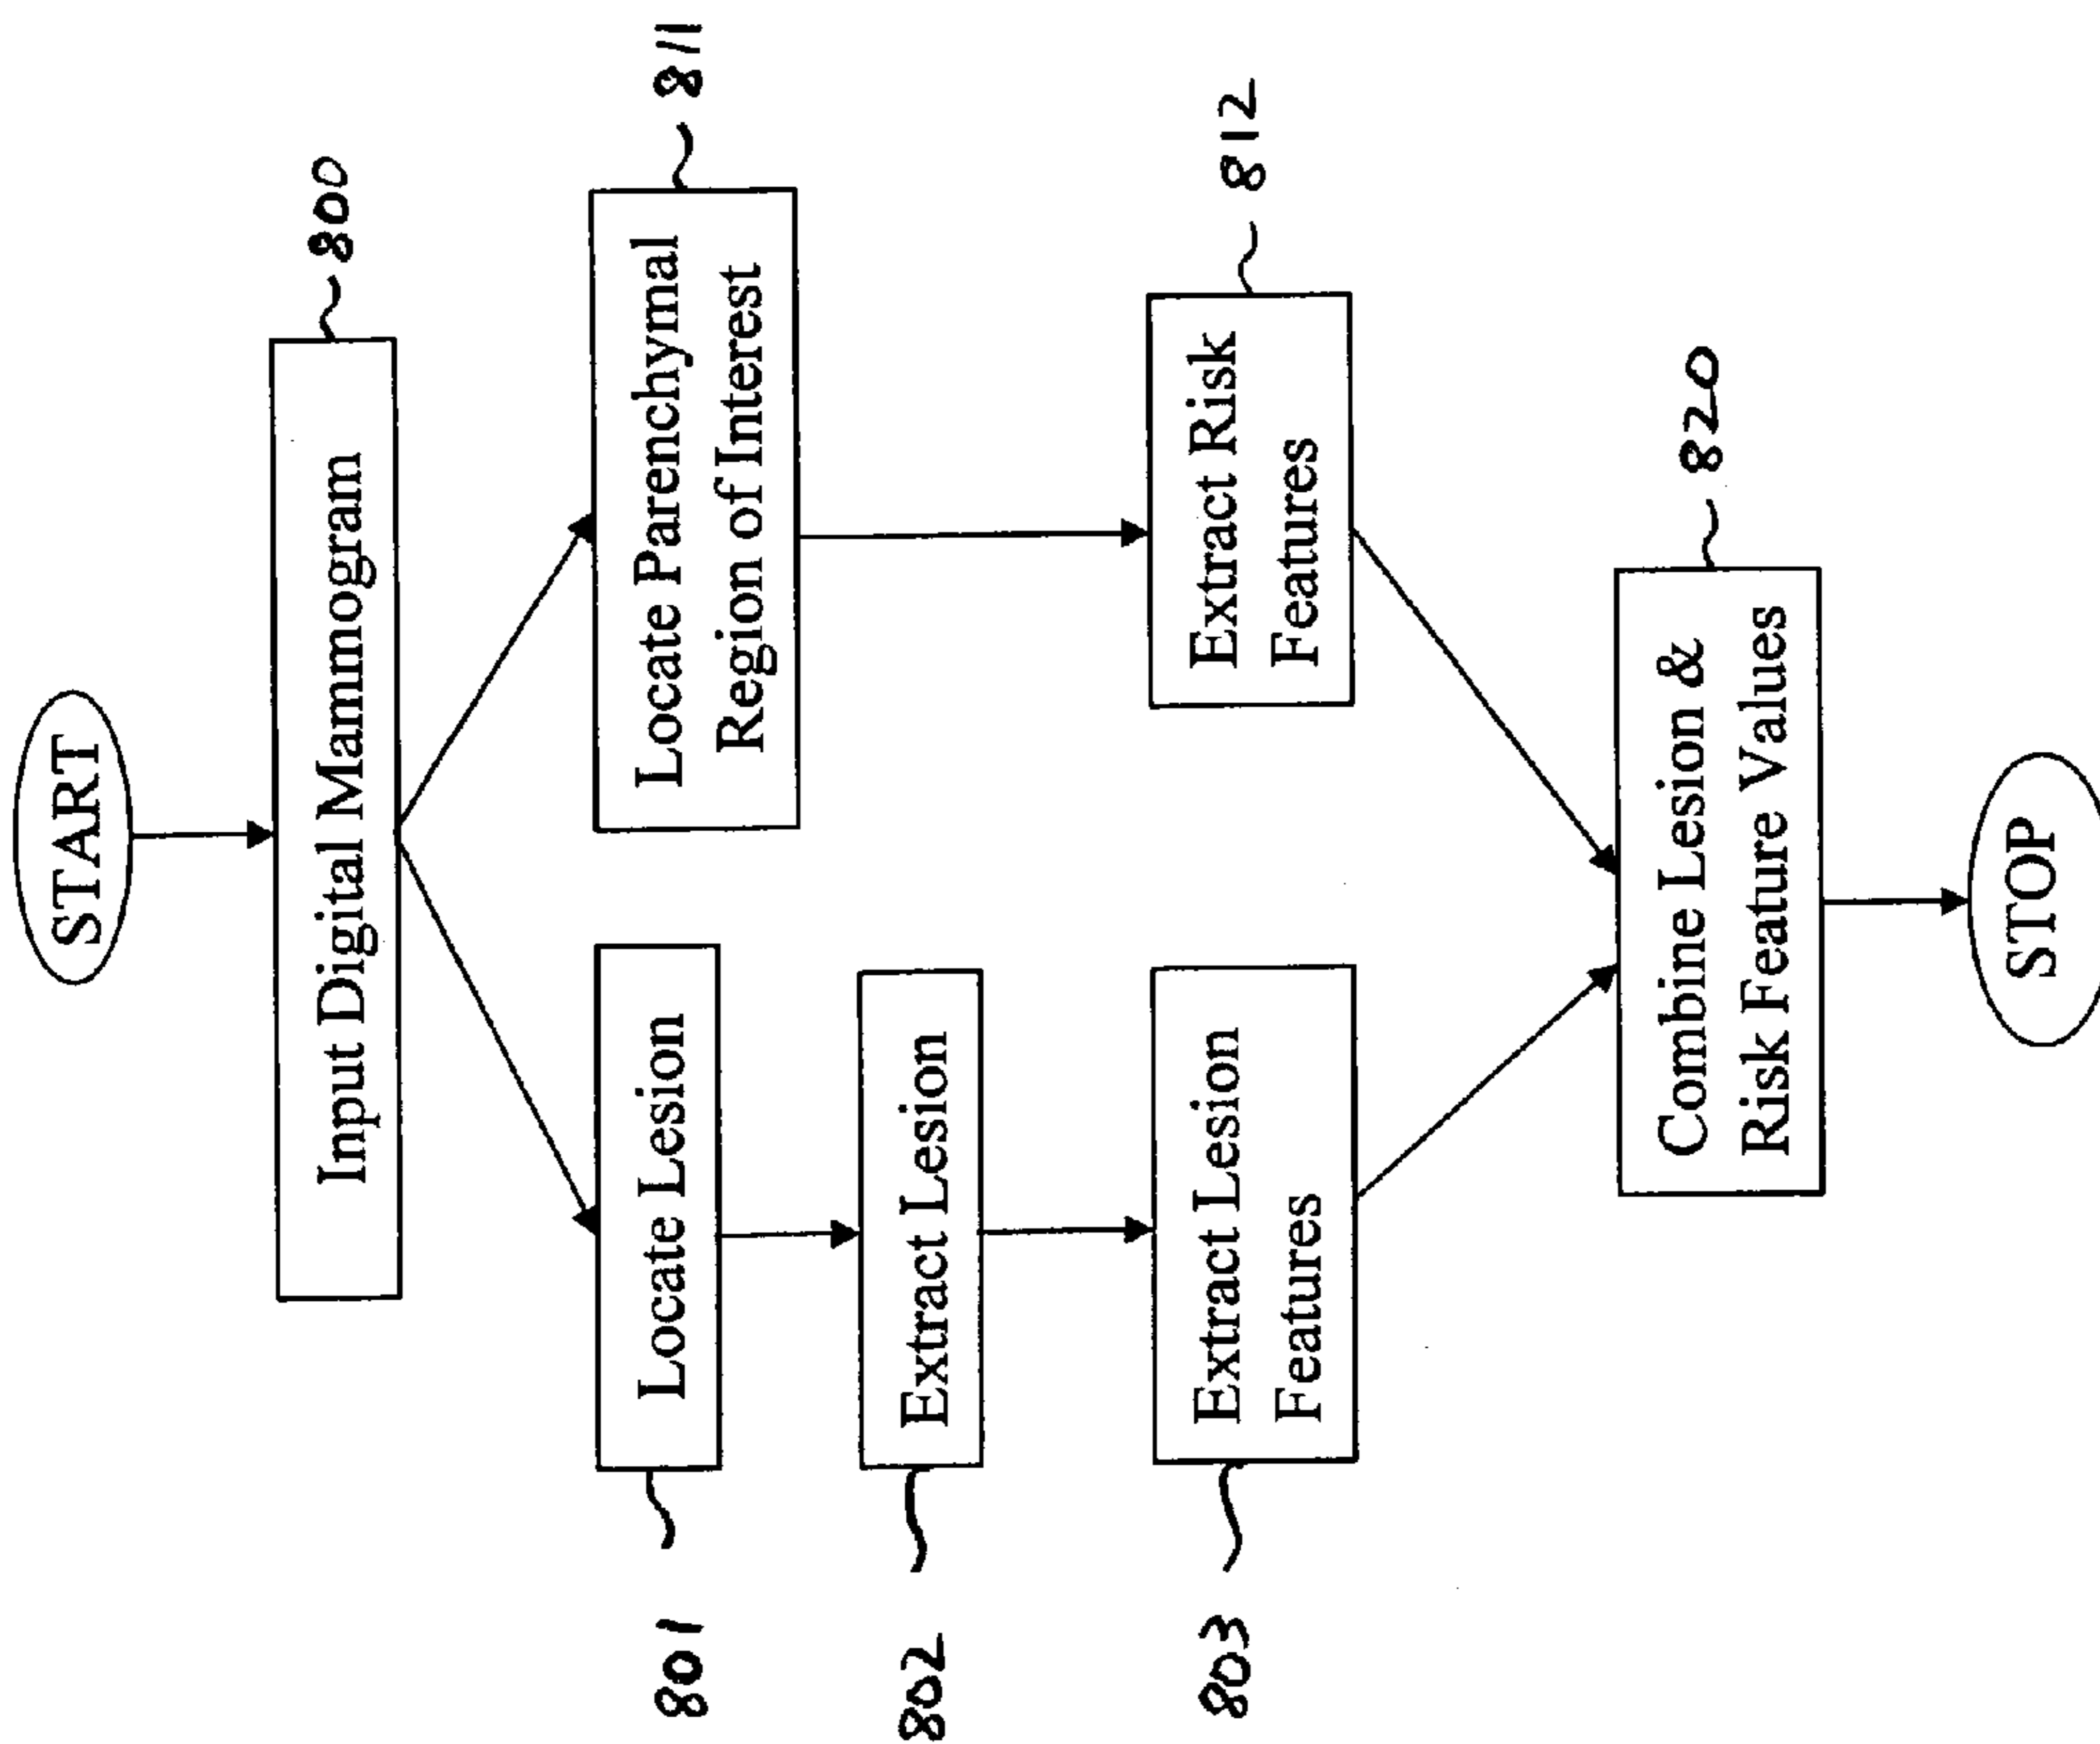 START
Input Digital Mammogram
800
Locate Lesion
801
Locate Parenchymal
Region of Interest
811
Extract Lesion
802
Extract Lesion
Features
803
Extract Risk
Features
812
Combine Lesion &
Risk Feature Values
820
STOP